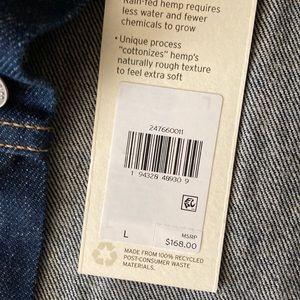 Rain-fed hemp requires
less water and fewer
chemicals to grow
• Unique process
"cottonizes" hemp's
naturally rough texture
to feel extra soft
247660011
1 94328 48930 9
L
MSRP
$168.00
MADE FROM 100% RECYCLED
POST-CONSUMER WASTE
MATERIALS.